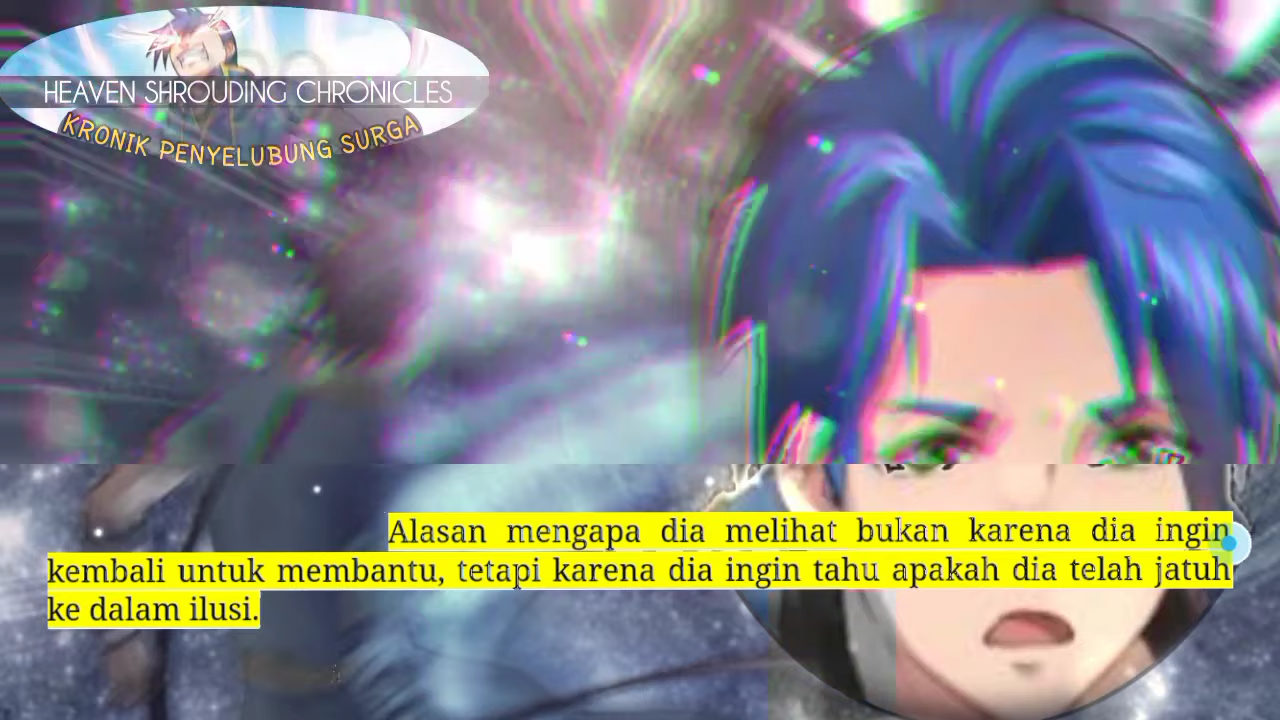 HEAVEN SHROUDING CHRONICLES
KRONIK PENYELUBUNG SURGA
Alasan mengapa dia melihat bukan karena dia ingin
kembali untuk membantu, tetapi karena dia ingin tahu apakah dia telah jatuh
ke dalam ilusi.